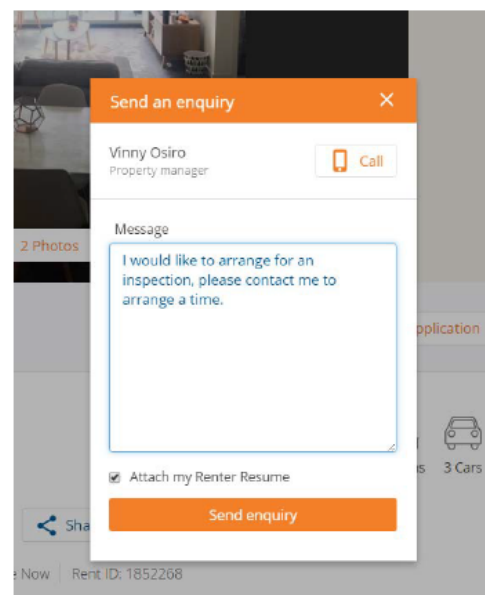 Send an enquiry
Vinny Osiro
Property manager
Call
2 Photos
Message
I would like to arrange for an
inspection, please contact me to
arrange a time.
pplication
3 Cars
Attach my Renter Resume
Send enquiry
Sha
Now Rent ID: 1852268